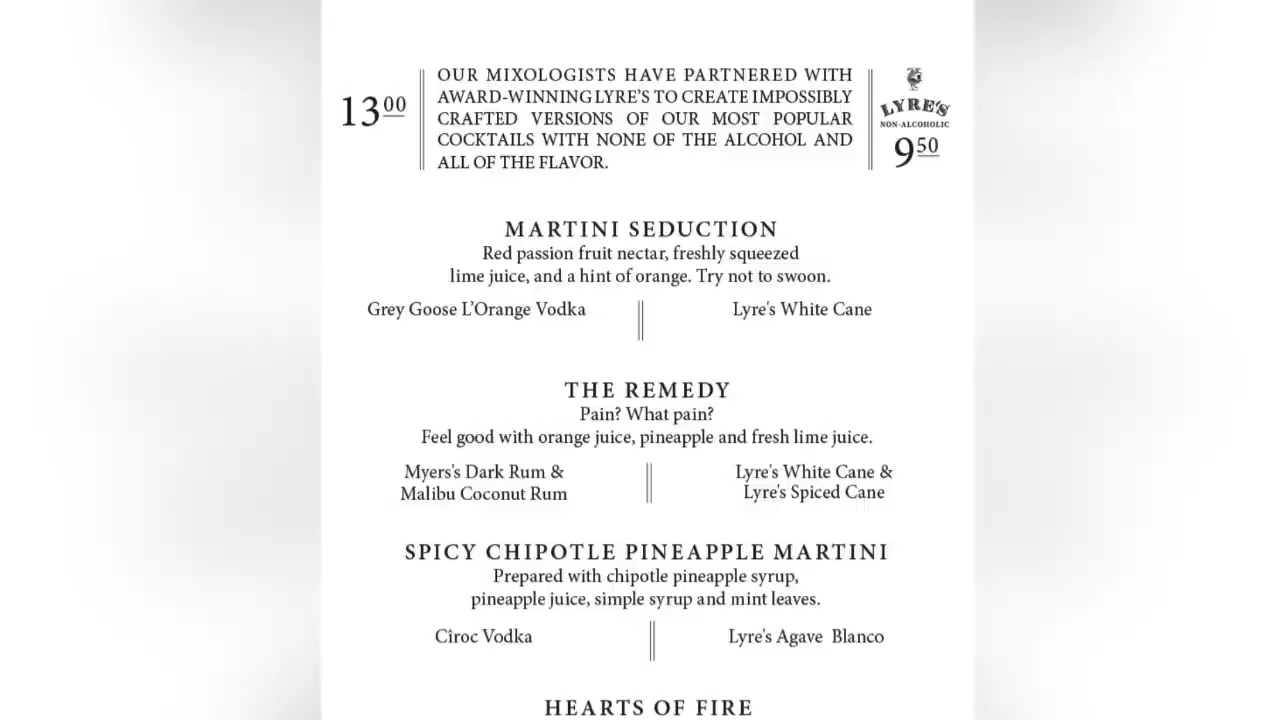 1300
OUR MIXOLOGISTS HAVE PARTNERED WITH
AWARD-WINNING LYRE'S TO CREATE IMPOSSIBLY
CRAFTED VERSIONS OF OUR MOST POPULAR
COCKTAILS WITH NONE OF THE ALCOHOL AND
ALL OF THE FLAVOR.
LYRE'S
NON-ALCOHOLIC
950
MARTINI SEDUCTION
Red passion fruit nectar, freshly squeezed
lime juice, and a hint of orange. Try not to swoon.
Grey Goose L'Orange Vodka
Lyre's White Cane
THE REMEDY
Pain? What pain?
Feel good with orange juice, pineapple and fresh lime juice.
Myers's Dark Rum &
Malibu Coconut Rum
Lyre's White Cane &
Lyre's Spiced Cane
SPICY CHIPOTLE PINEAPPLE MARTINI
Prepared with chipotle pineapple syrup,
pineapple juice, simple syrup and mint leaves.
Cîroc Vodka
Lyre's Agave Blanco
HEARTS OF FIRE